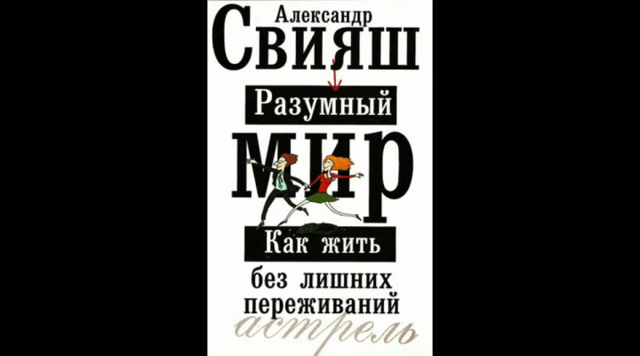 Александр
Свияш
Разумный
мир
Как жить
без лишних
переживаний
астрель